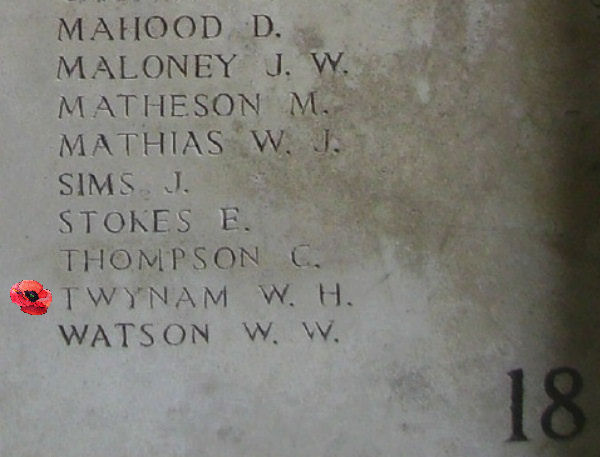 MAHOOD D.
MALONEY J. W.
MATHESON M.
MATHIAS W. J.
SIMS J.
STOKES E.
THOMPSON C.
TWYNAM W. H.
WATSON W. W.
18